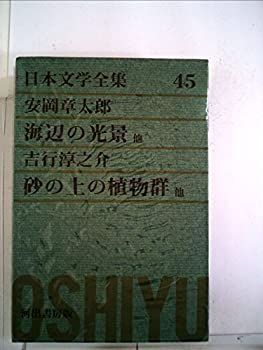 日本文学全集 45
安岡章太郎
海辺の光景 他
吉行淳之介
砂の上の植物群 他
河出書房版
OSHIYU